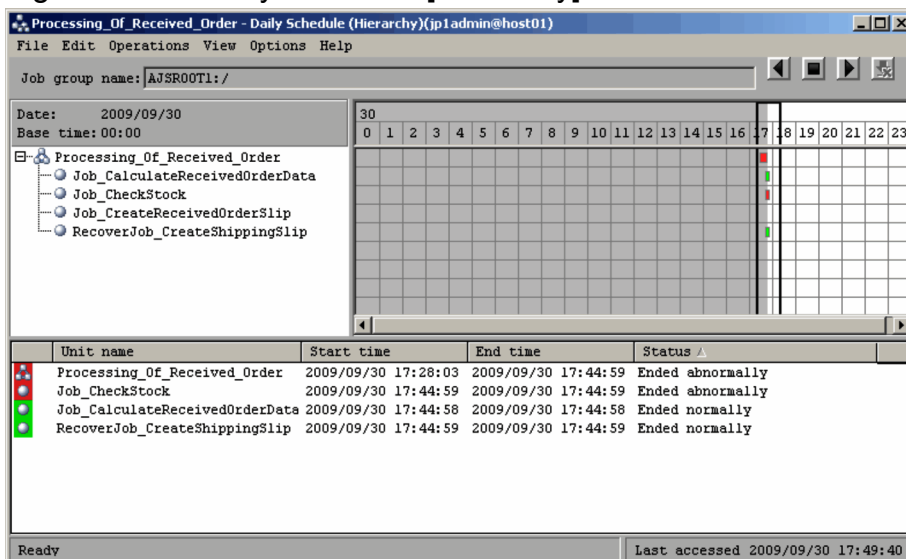 Processing_Of_Received_Order - Daily Schedule (Hierarchy)(jp1admin@host01)
File Edit Operations View Options Help
Job group name: AJSROOT1:/
Date: 2009/09/30
Base time: 00:00
30
0 1 2 3 4 5 6 7 8 9 10 11 12 13 14 15 16 17 18 19 20 21 22 23
Processing_Of_Received_Order
Job_CalculateReceivedOrderData
Job_CheckStock
Job_CreateReceivedOrderSlip
RecoverJob_CreateShippingSlip
Unit name Start time End time Status
Processing_Of_Received_Order 2009/09/30 17:28:03 2009/09/30 17:44:59 Ended abnormally
Job_CheckStock 2009/09/30 17:44:59 2009/09/30 17:44:59 Ended abnormally
Job_CalculateReceivedOrderData 2009/09/30 17:44:58 2009/09/30 17:44:58 Ended normally
RecoverJob_CreateShippingSlip 2009/09/30 17:44:59 2009/09/30 17:44:59 Ended normally
Ready Last accessed 2009/09/30 17:49:40